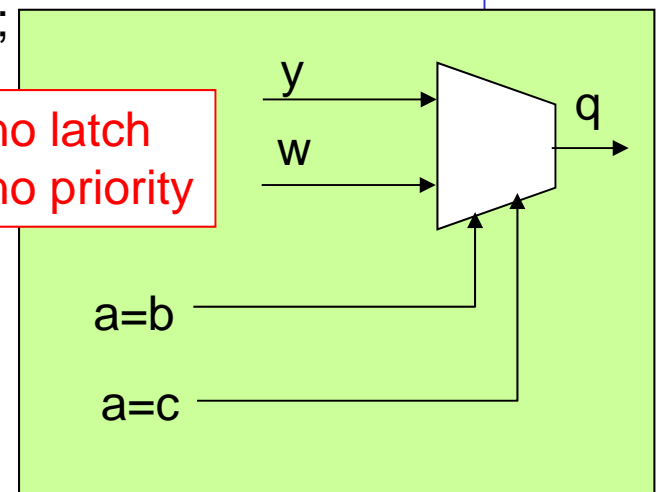 ;
y
q
no latch
w
no priority
a=b
a=c